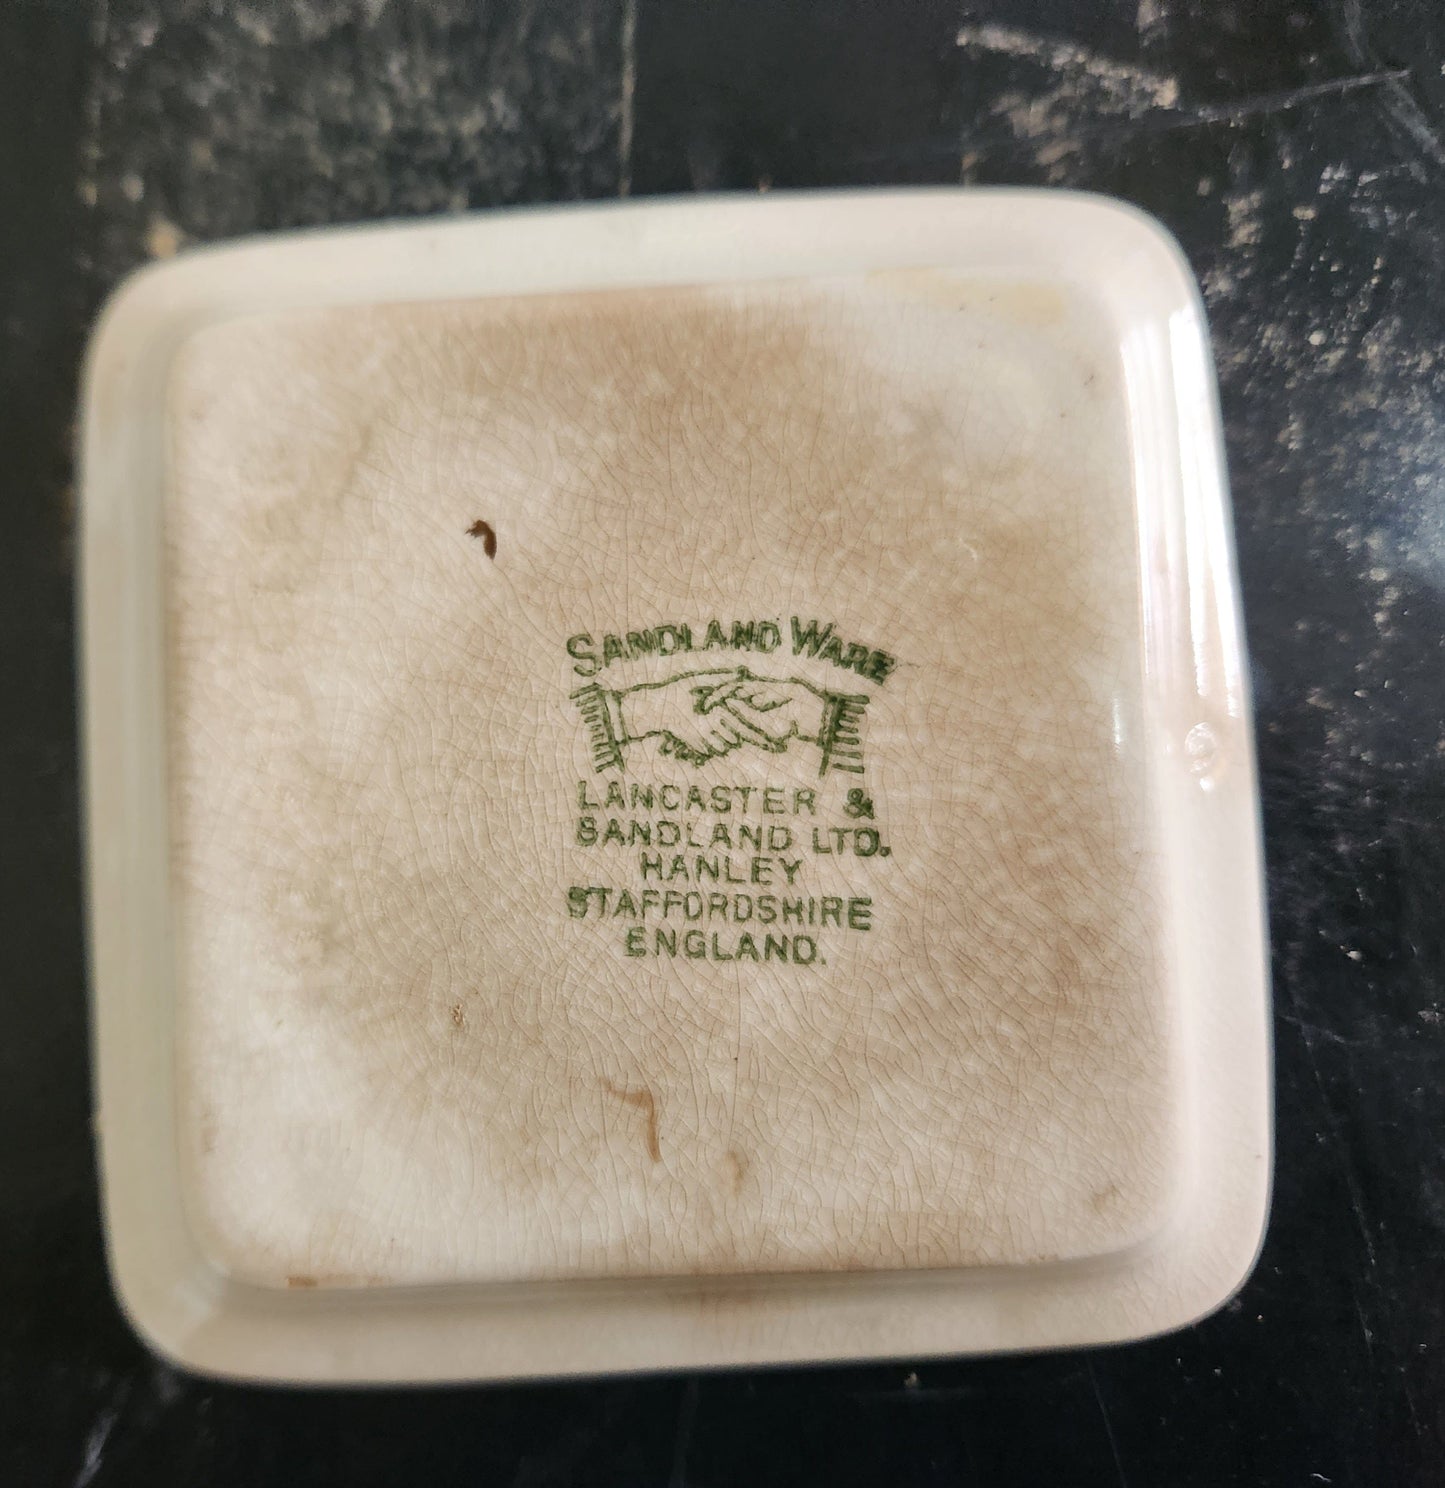 SANDLAND WARE
LANCASTER &
SANDLAND LTD.
HANLEY
STAFFORDSHIRE
ENGLAND.